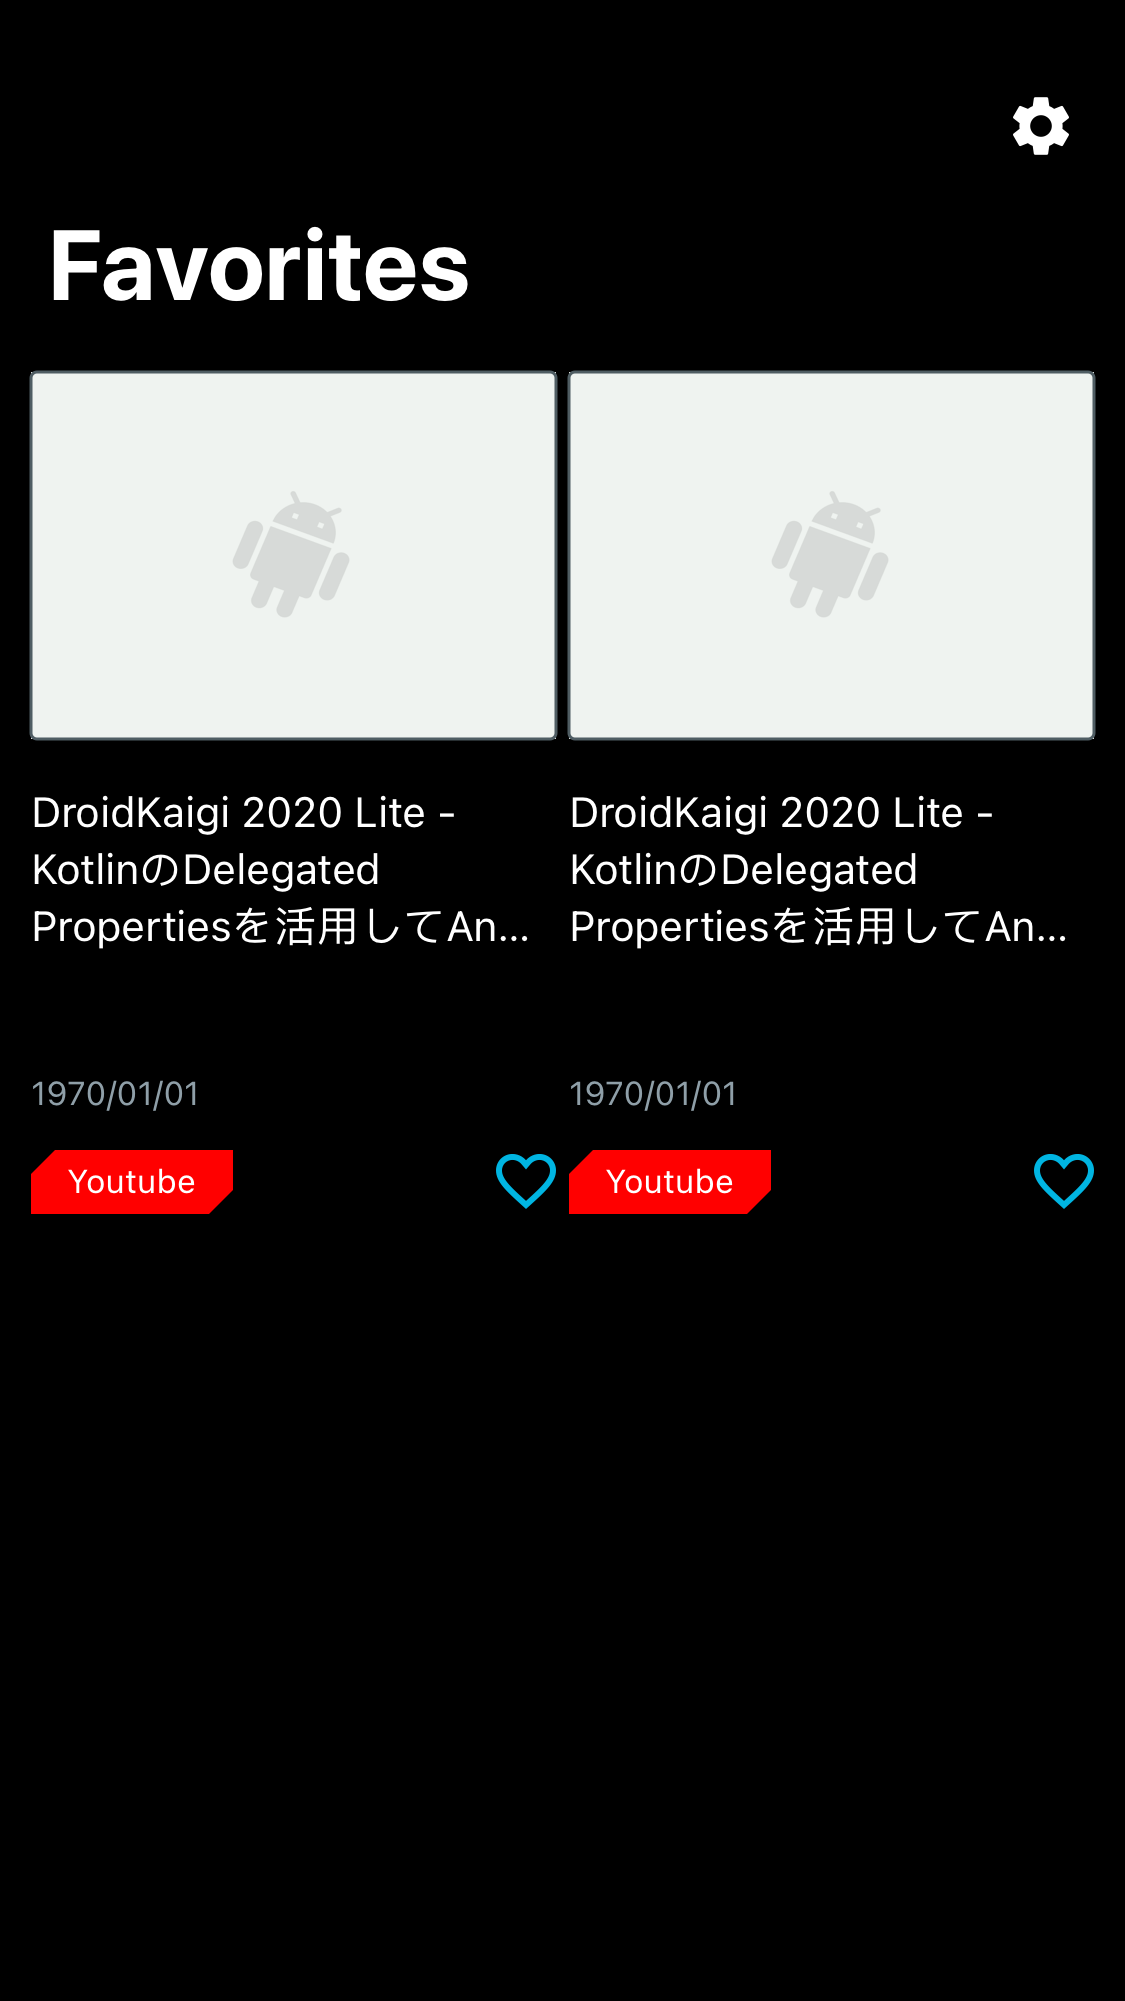 Favorites
DroidKaigi 2020 Lite -
KotlinのDelegated
Propertiesを活用してAn...
1970/01/01
Youtube
DroidKaigi 2020 Lite -
KotlinのDelegated
Propertiesを活用してAn...
1970/01/01
Youtube